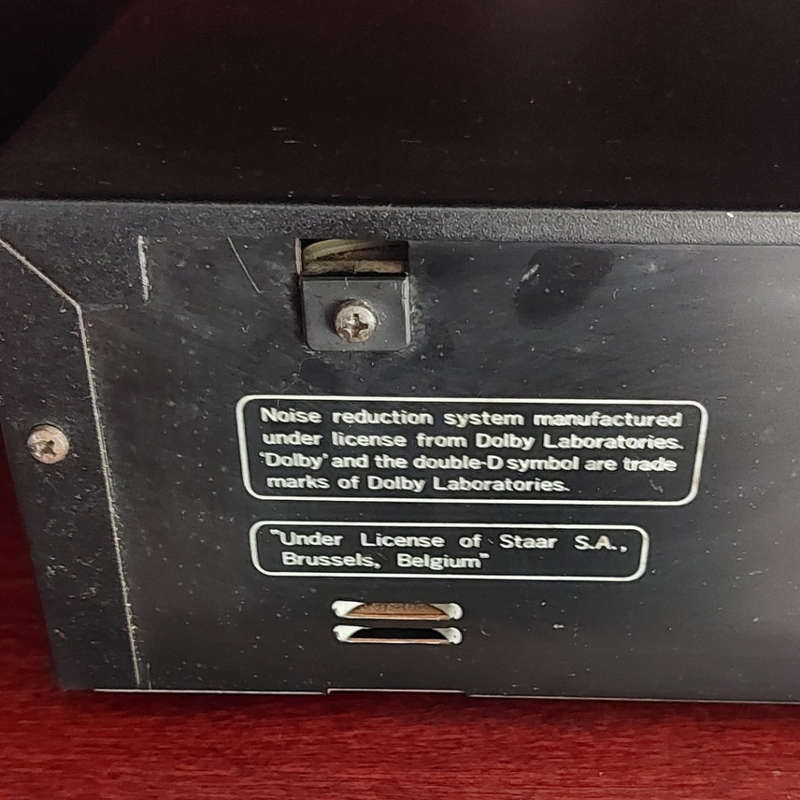 Noise reduction system manufactured
under license from Dolby Laboratories.
'Dolby' and the double-D symbol are trade
marks of Dolby Laboratories.
"Under License of Staar S.A.,
Brussels, Belgium"